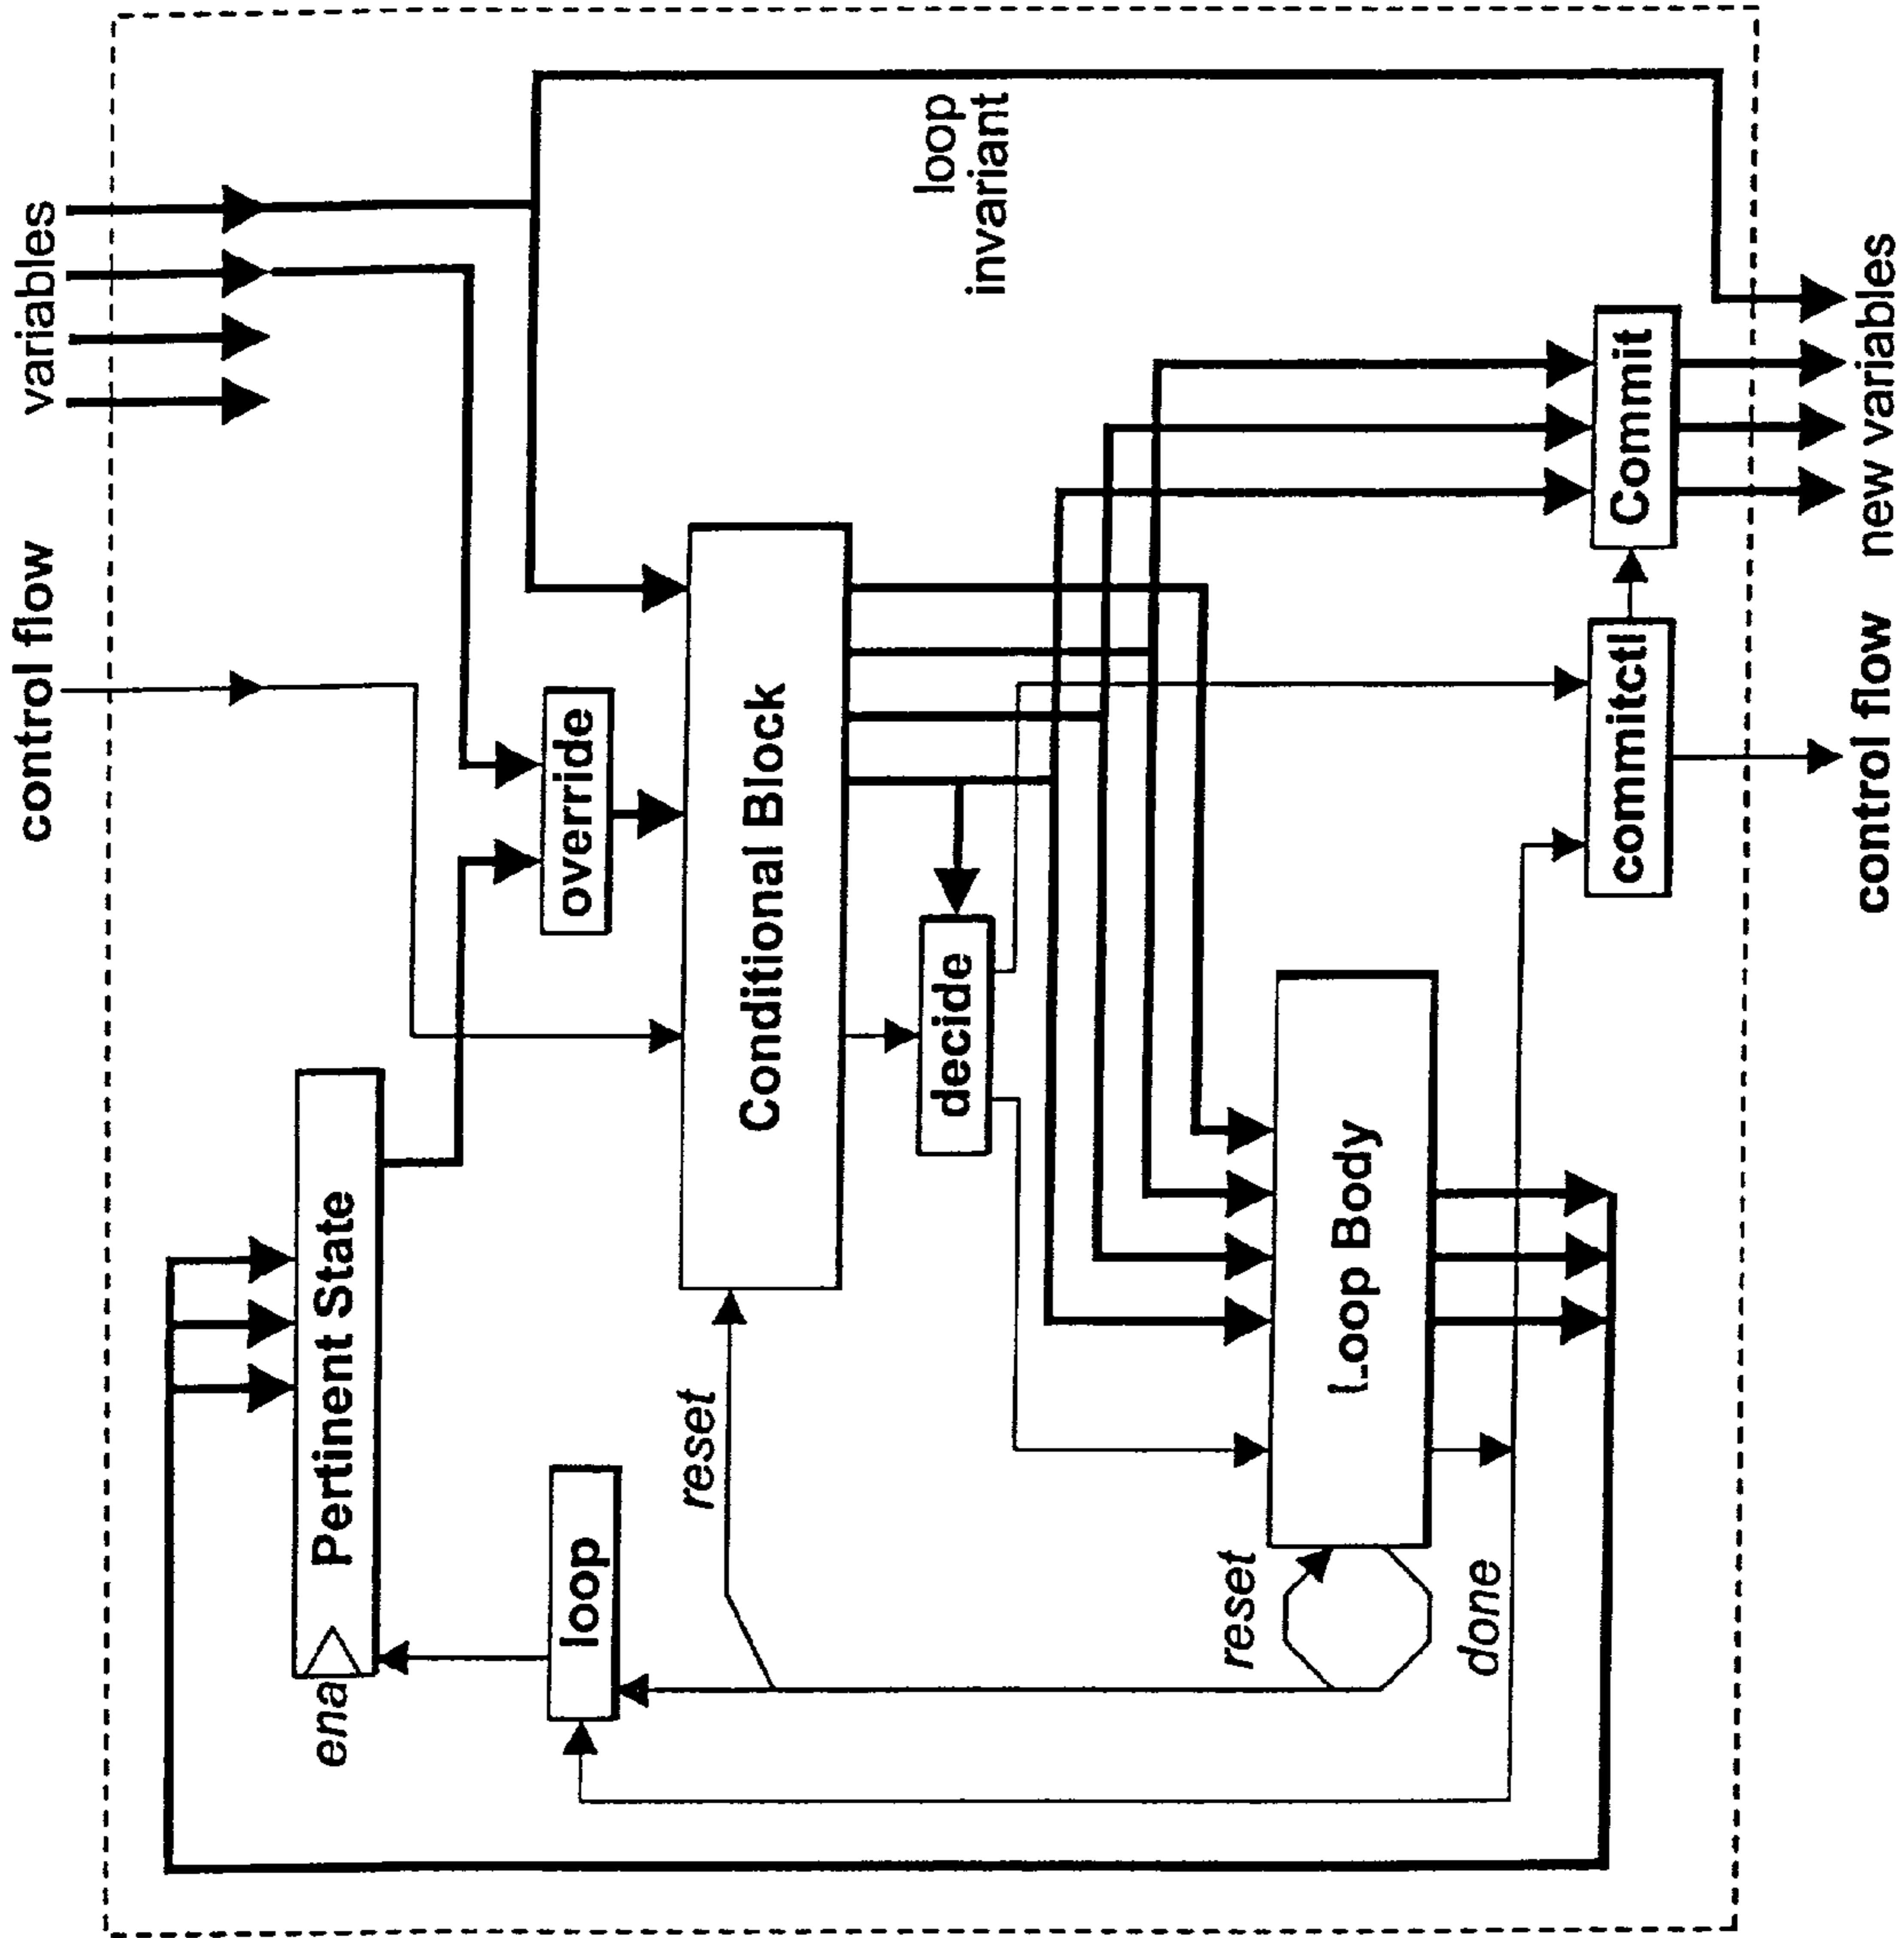 control flow
variables
Pertinent State
ena
override
loop
reset
Conditional Block
decide
loop
invariant
reset
Loop Body
done
commitctl
Commit
control flow
new variables